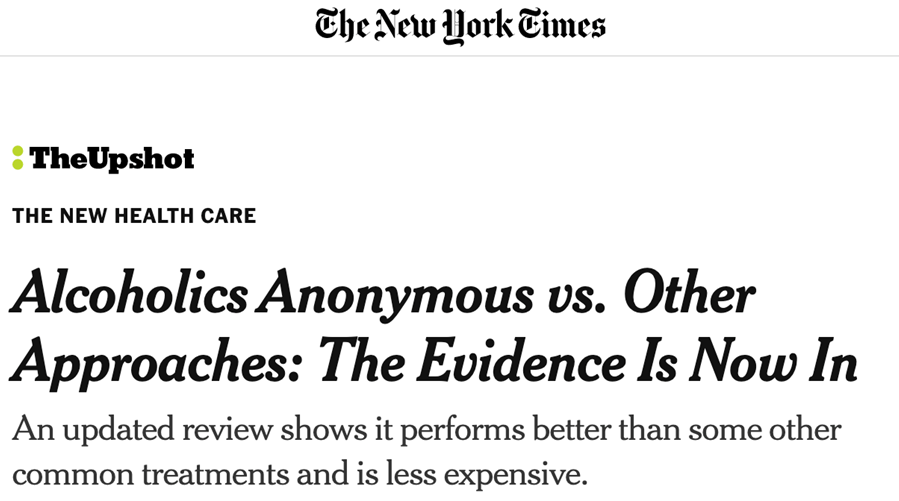 The New York Times
TheUpshot
THE NEW HEALTH CARE
Alcoholics Anonymous vs. Other
Approaches: The Evidence Is Now In
An updated review shows it performs better than some other
common treatments and is less expensive.